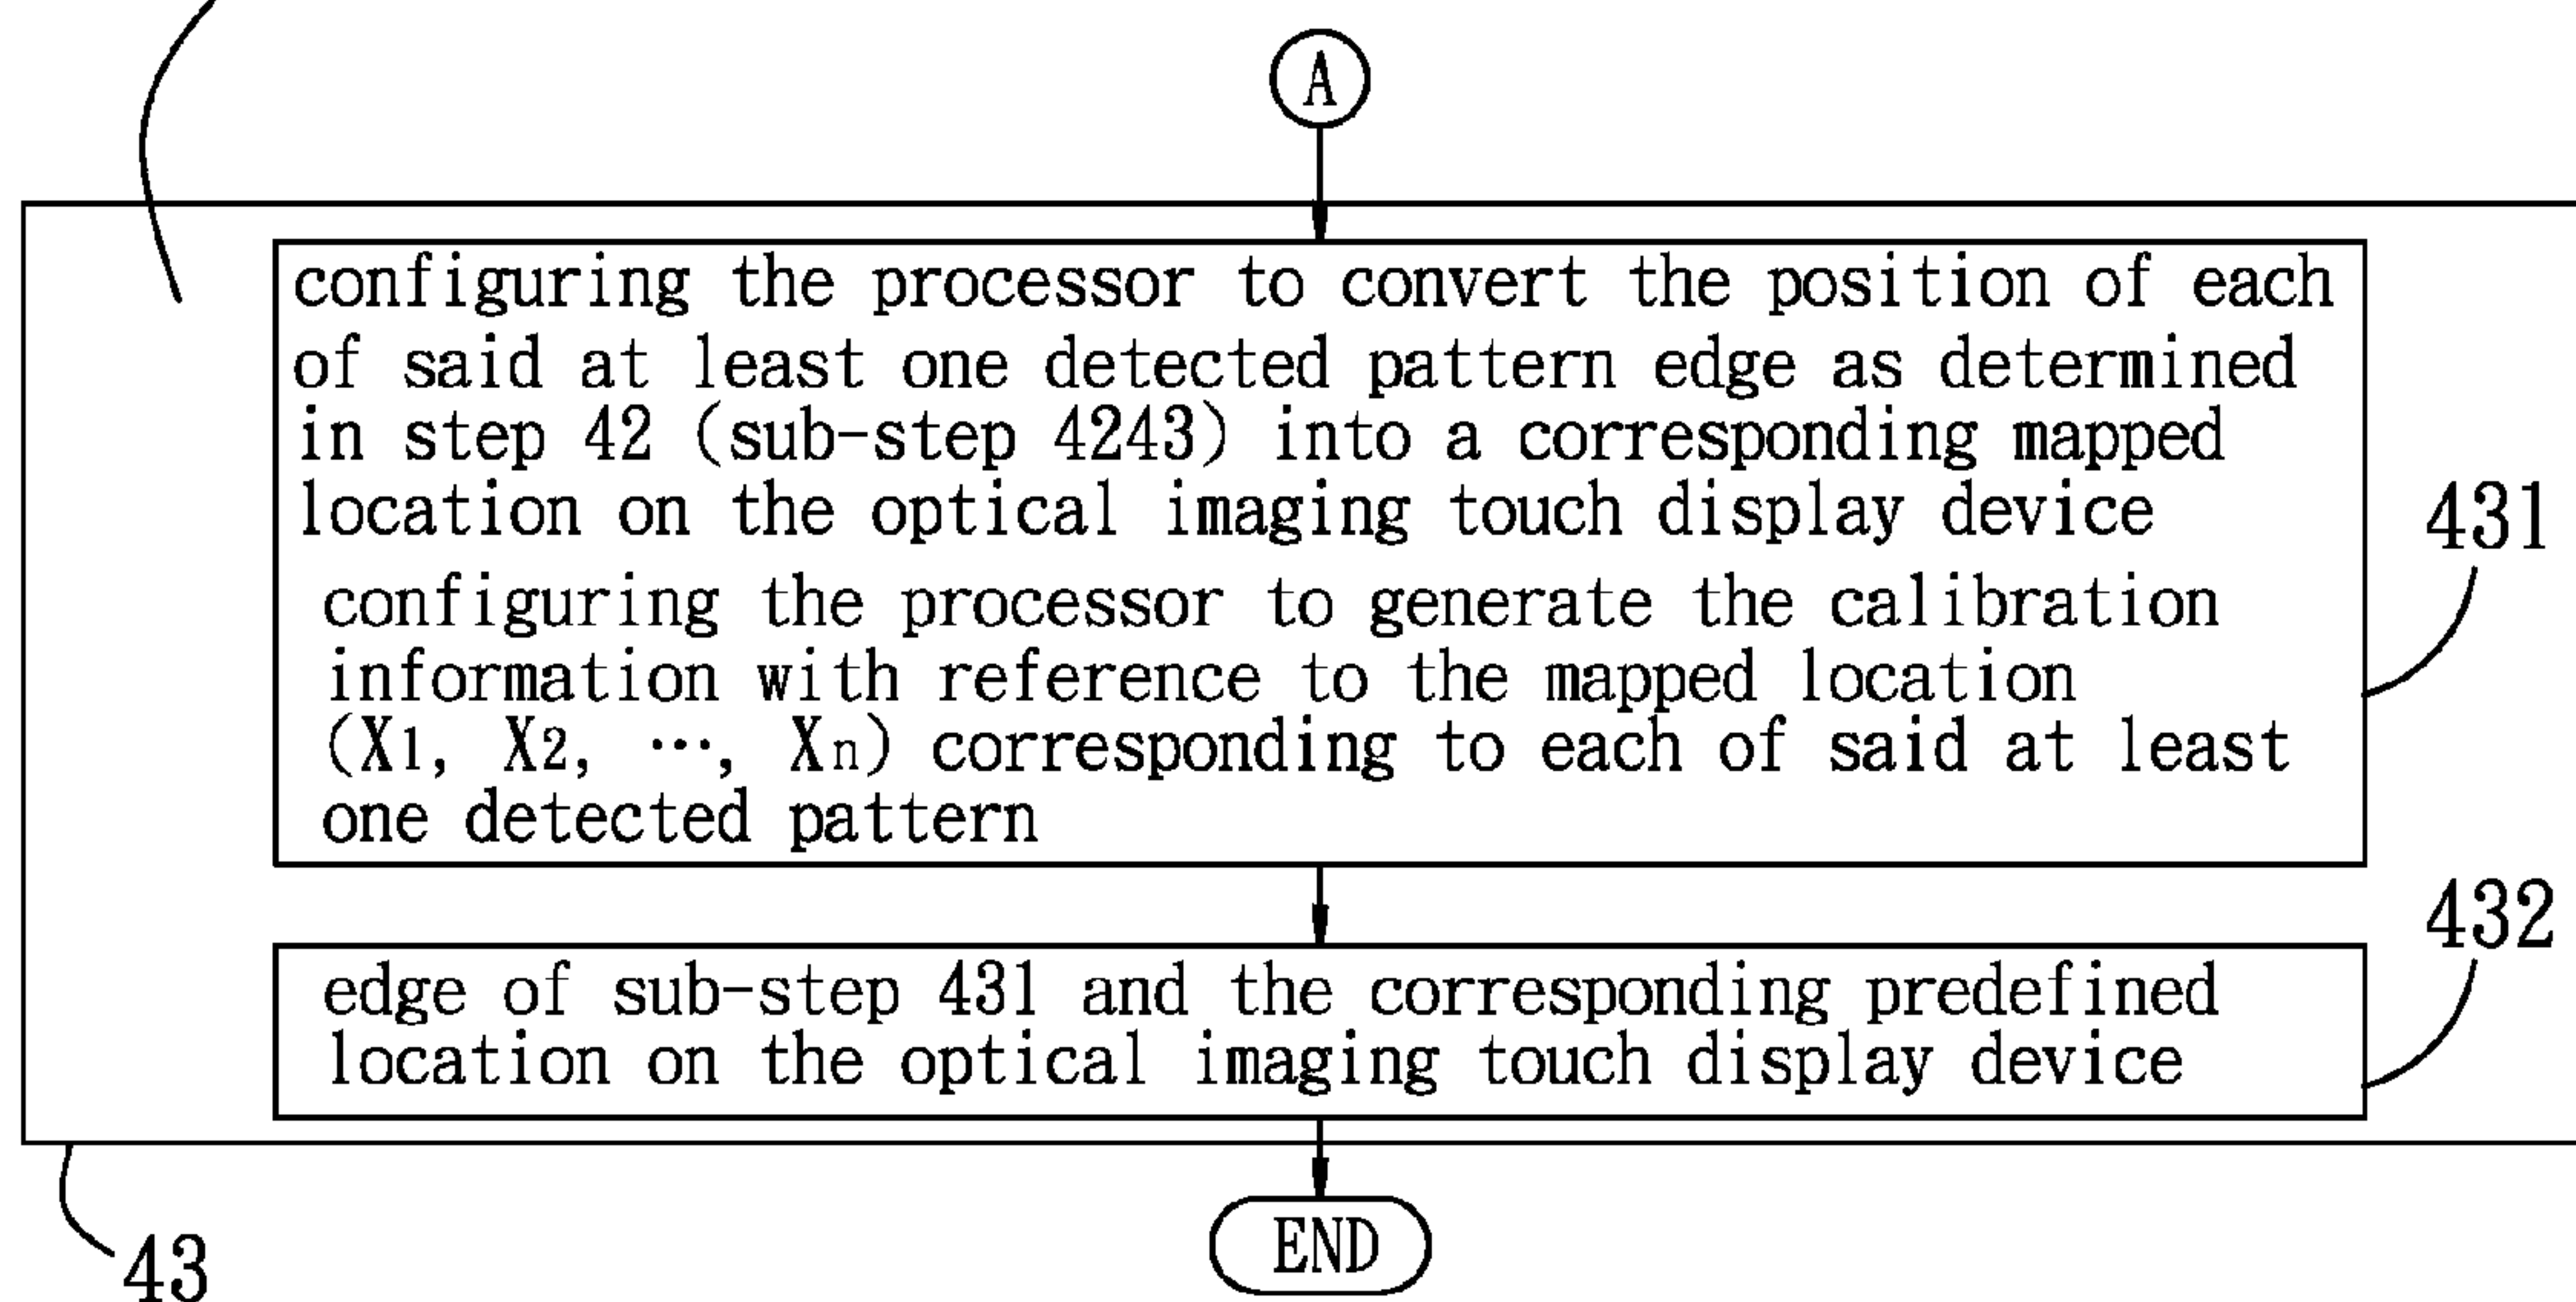 A
configuring the processor to convert the position of each
of said at least one detected pattern edge as determined
in step 42 (sub-step 4243) into a corresponding mapped
location on the optical imaging touch display device
431
configuring the processor to generate the calibration
information with reference to the mapped location
(X1, X2, ···, Xn) corresponding to each of said at least
one detected pattern
432
edge of sub-step 431 and the corresponding predefined
location on the optical imaging touch display device
END
43